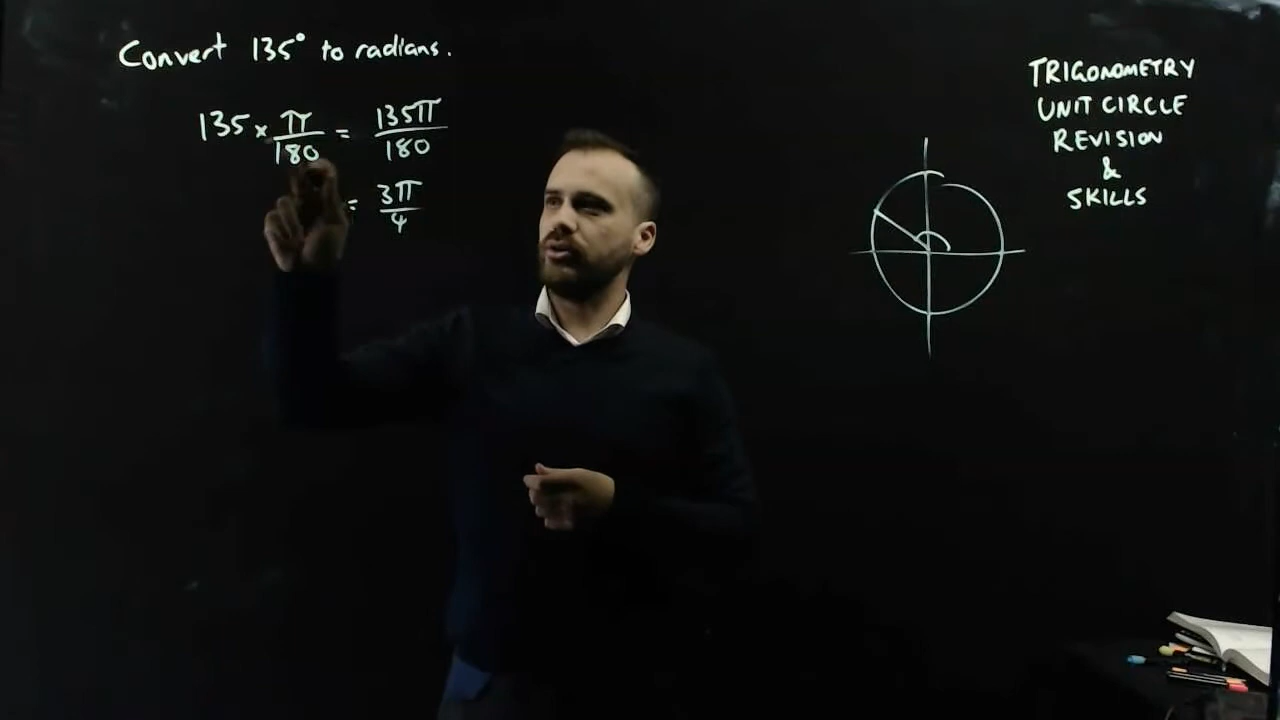 Convert 135° to radians.
135 × π/180 = 135π/180
= 3π/4
TRIGONOMETRY
UNIT CIRCLE
REVISION
&
SKILLS